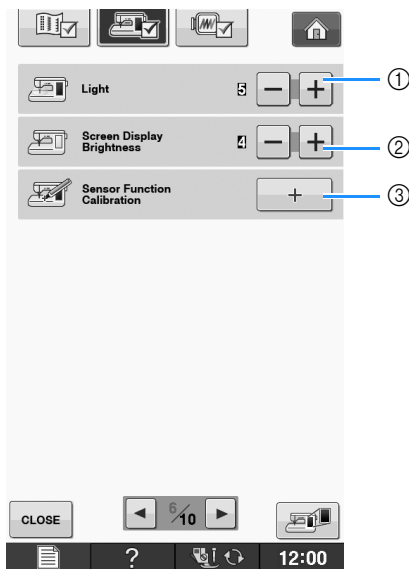 Light 5 − + ①
Screen Display
Brightness 4 − + ②
Sensor Function
Calibration + ③
CLOSE 6/10
? 12:00